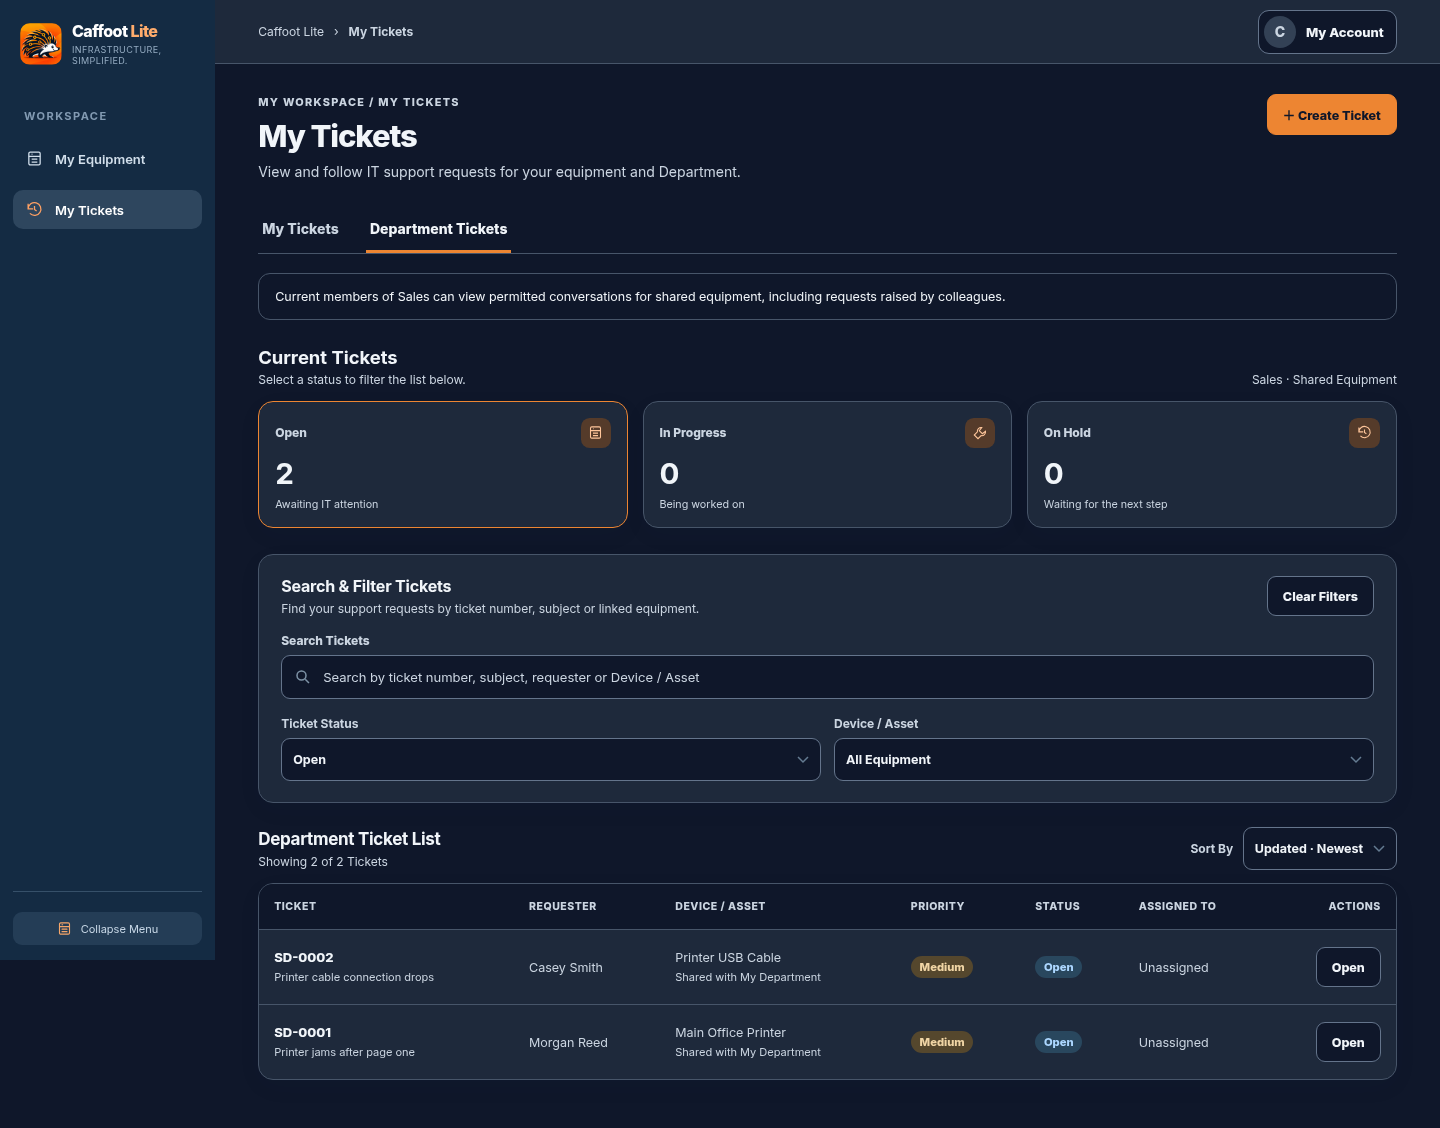 Caffoot Lite
INFRASTRUCTURE,
SIMPLIFIED.
WORKSPACE
My Equipment
My Tickets
Collapse Menu
Caffoot Lite › My Tickets
C My Account
MY WORKSPACE / MY TICKETS
My Tickets
View and follow IT support requests for your equipment and Department.
+ Create Ticket
My Tickets Department Tickets
Current members of Sales can view permitted conversations for shared equipment, including requests raised by colleagues.
Current Tickets
Select a status to filter the list below.
Sales · Shared Equipment
Open
2
Awaiting IT attention
In Progress
0
Being worked on
On Hold
0
Waiting for the next step
Search & Filter Tickets
Find your support requests by ticket number, subject or linked equipment.
Clear Filters
Search Tickets
Search by ticket number, subject, requester or Device / Asset
Ticket Status
Open
Device / Asset
All Equipment
Department Ticket List
Showing 2 of 2 Tickets
Sort By Updated · Newest
TICKET REQUESTER DEVICE / ASSET PRIORITY STATUS ASSIGNED TO ACTIONS
SD-0002
Printer cable connection drops
Casey Smith
Printer USB Cable
Shared with My Department
Medium
Open
Unassigned
Open
SD-0001
Printer jams after page one
Morgan Reed
Main Office Printer
Shared with My Department
Medium
Open
Unassigned
Open